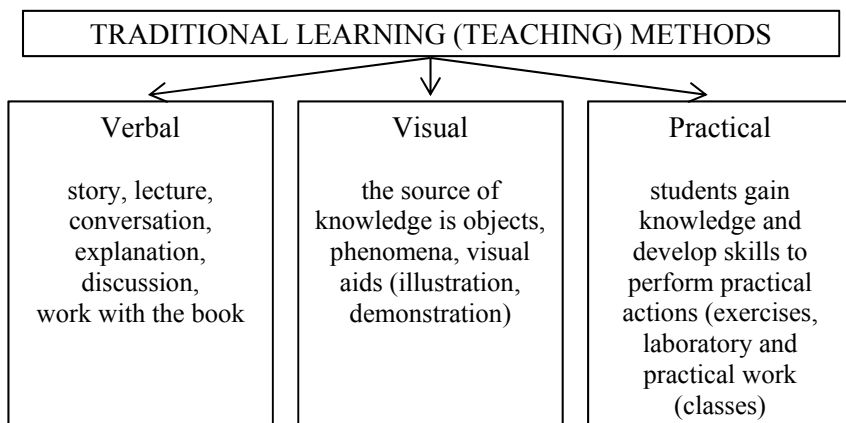 TRADITIONAL LEARNING (TEACHING) METHODS
Verbal
story, lecture,
conversation,
explanation,
discussion,
work with the book
Visual
the source of
knowledge is objects,
phenomena, visual
aids (illustration,
demonstration)
Practical
students gain
knowledge and
develop skills to
perform practical
actions (exercises,
laboratory and
practical work
(classes)